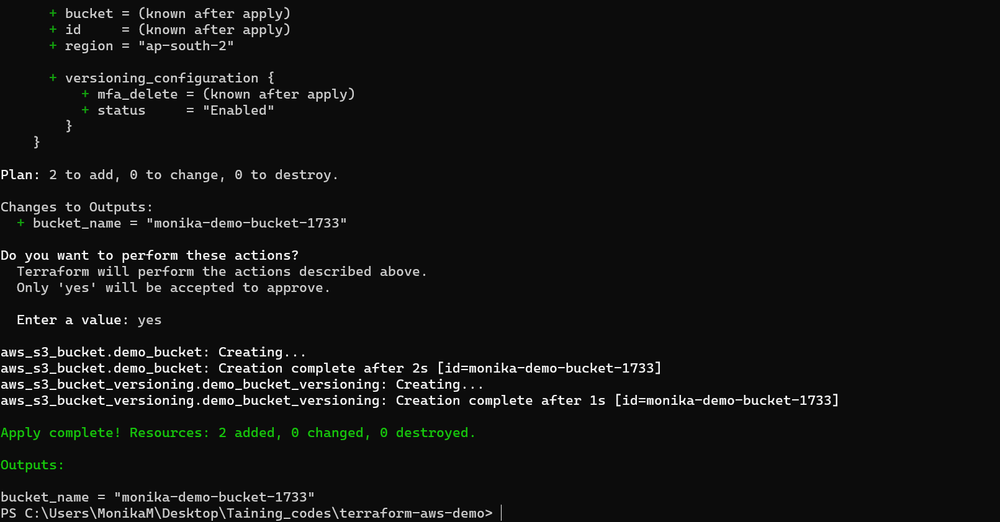 + bucket = (known after apply)
      + id     = (known after apply)
      + region = "ap-south-2"

      + versioning_configuration {
          + mfa_delete = (known after apply)
          + status     = "Enabled"
        }
    }

Plan: 2 to add, 0 to change, 0 to destroy.

Changes to Outputs:
  + bucket_name = "monika-demo-bucket-1733"

Do you want to perform these actions?
  Terraform will perform the actions described above.
  Only 'yes' will be accepted to approve.

  Enter a value: yes

aws_s3_bucket.demo_bucket: Creating...
aws_s3_bucket.demo_bucket: Creation complete after 2s [id=monika-demo-bucket-1733]
aws_s3_bucket_versioning.demo_bucket_versioning: Creating...
aws_s3_bucket_versioning.demo_bucket_versioning: Creation complete after 1s [id=monika-demo-bucket-1733]

Apply complete! Resources: 2 added, 0 changed, 0 destroyed.

Outputs:

bucket_name = "monika-demo-bucket-1733"
PS C:\Users\MonikaM\Desktop\Taining_codes\terraform-aws-demo>